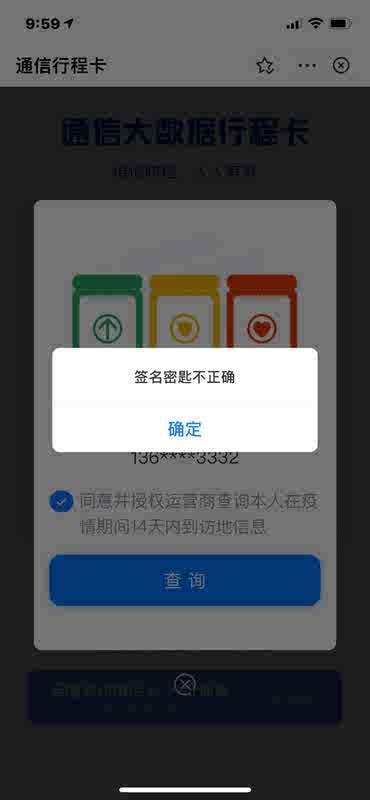 9:59
通信行程卡
通信大数据行程卡
签名密匙不正确
确定
136****3332
同意并授权运营商查询本人在疫
情期间14天内到访地信息
查询